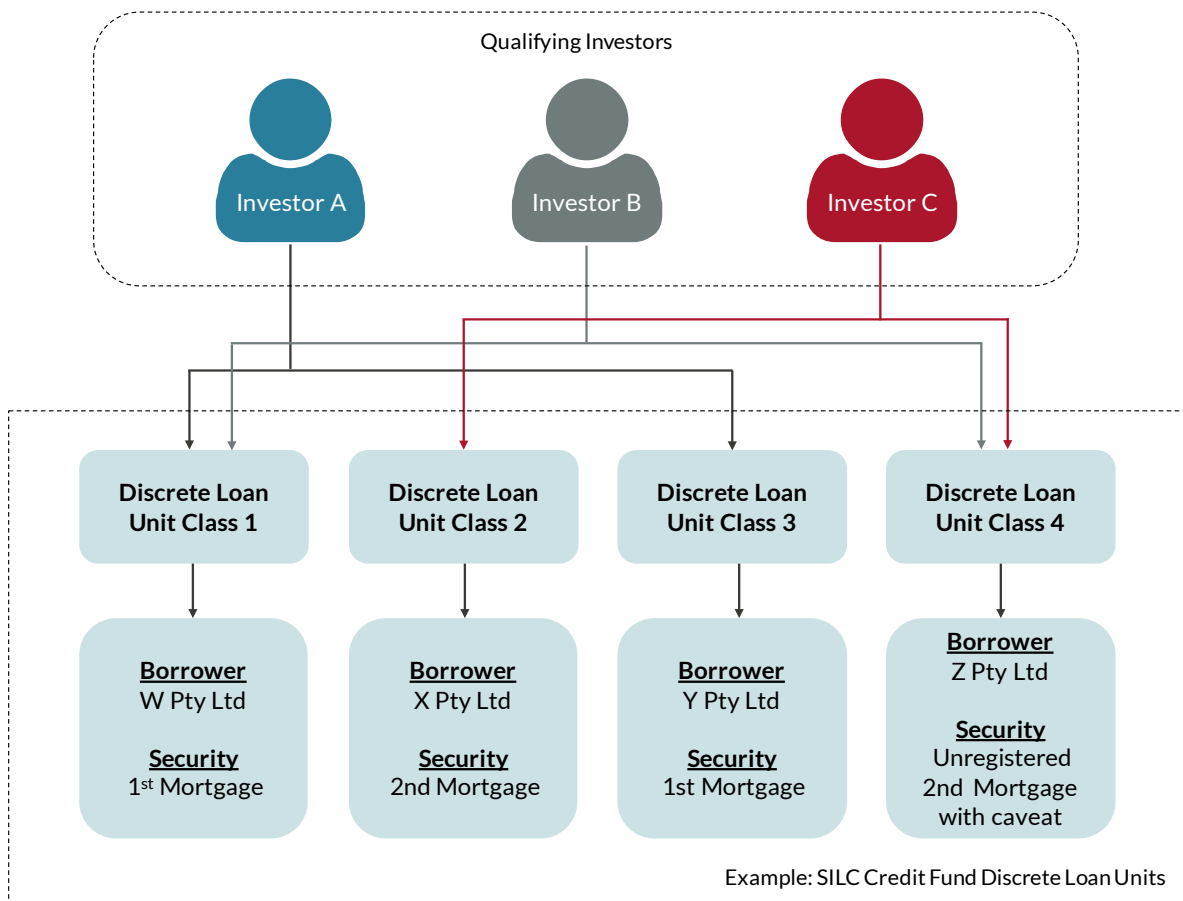 Qualifying Investors
Investor A
Investor B
Investor C
Discrete Loan
Unit Class 1
Discrete Loan
Unit Class 2
Discrete Loan
Unit Class 3
Discrete Loan
Unit Class 4
Borrower
W Pty Ltd
Security
1st Mortgage
Borrower
X Pty Ltd
Security
2nd Mortgage
Borrower
Y Pty Ltd
Security
1st Mortgage
Borrower
Z Pty Ltd
Security
Unregistered
2nd Mortgage
with caveat
Example: SILC Credit Fund Discrete Loan Units